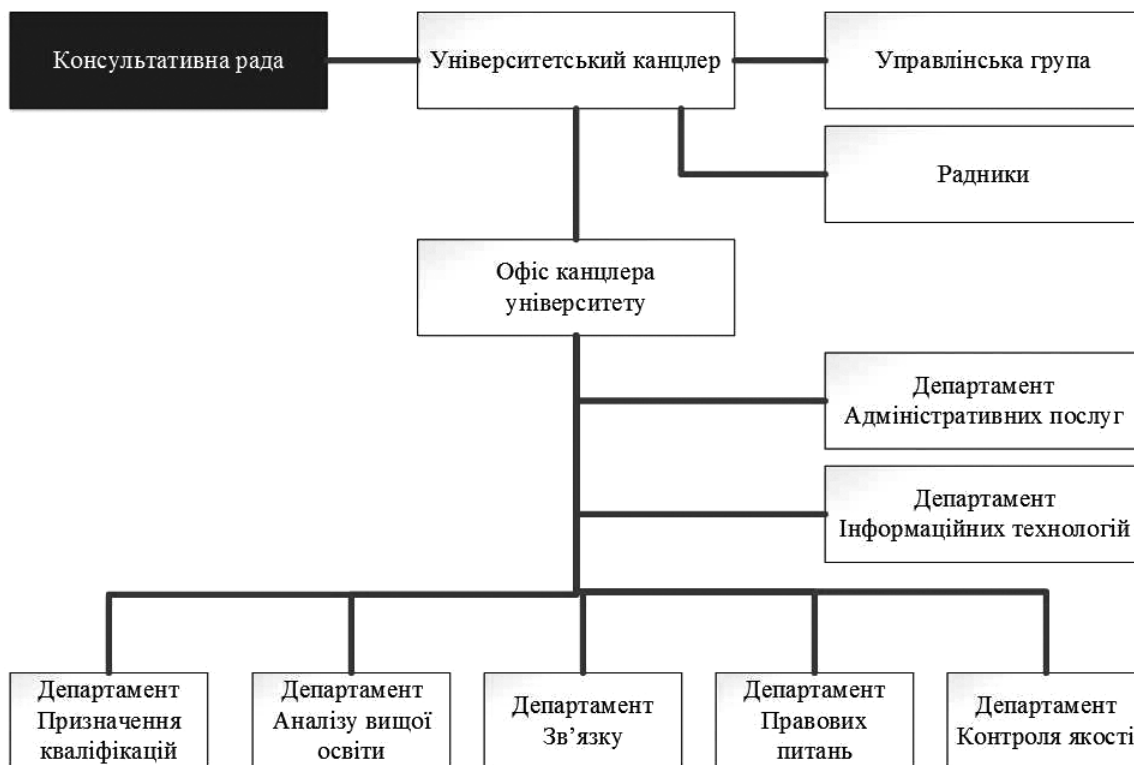 Консультативна рада
Університетський канцлер
Управлінська група
Радники
Офіс канцлера
університету
Департамент
Адміністративних послуг
Департамент
Інформаційних технологій
Департамент
Призначення
кваліфікацій
Департамент
Аналізу вищої
освіти
Департамент
Зв’язку
Департамент
Правових
питань
Департамент
Контроля якості